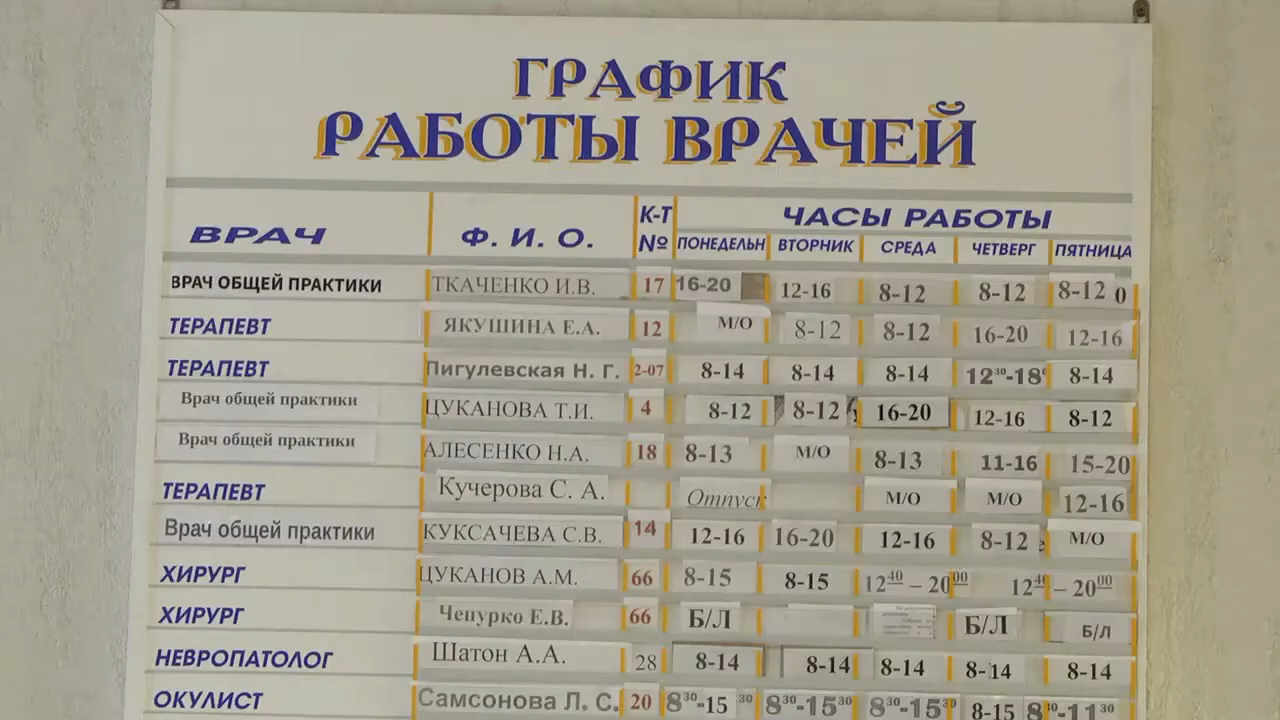 ГРАФИК
РАБОТЫ ВРАЧЕЙ
ВРАЧ Ф. И. О. К-Т № ЧАСЫ РАБОТЫ
ПОНЕДЕЛЬН ВТОРНИК СРЕДА ЧЕТВЕРГ ПЯТНИЦА
ВРАЧ ОБЩЕЙ ПРАКТИКИ ТКАЧЕНКО И.В. 17 16-20 12-16 8-12 8-12 8-12 0
ТЕРАПЕВТ ЯКУШИНА Е.А. 12 М/О 8-12 8-12 16-20 12-16
ТЕРАПЕВТ Пигулевская Н. Г. 2-07 8-14 8-14 8-14 12³⁰-18⁰ 8-14
Врач общей практики ЦУКАНОВА Т.И. 4 8-12 8-12 16-20 12-16 8-12
Врач общей практики АЛЕСЕНКО Н.А. 18 8-13 М/О 8-13 11-16 15-20
ТЕРАПЕВТ Кучерова С. А. Отпуск М/О М/О 12-16
Врач общей практики КУКСАЧЕВА С.В. 14 12-16 16-20 12-16 8-12 М/О
ХИРУРГ ЦУКАНОВ А.М. 66 8-15 8-15 12⁴⁰ – 20⁰⁰ 12⁴⁰ – 20⁰⁰
ХИРУРГ Чепурко Е.В. 66 Б/Л Б/Л Б/Л
НЕВРОПАТОЛОГ Шатон А.А. 28 8-14 8-14 8-14 8-14 8-14
ОКУЛИСТ Самсонова Л. С. 20 8³⁰-15 ³⁰ 8³⁰-15³⁰ 8³⁰-15³⁰ 8-15 8³⁰-11³⁰